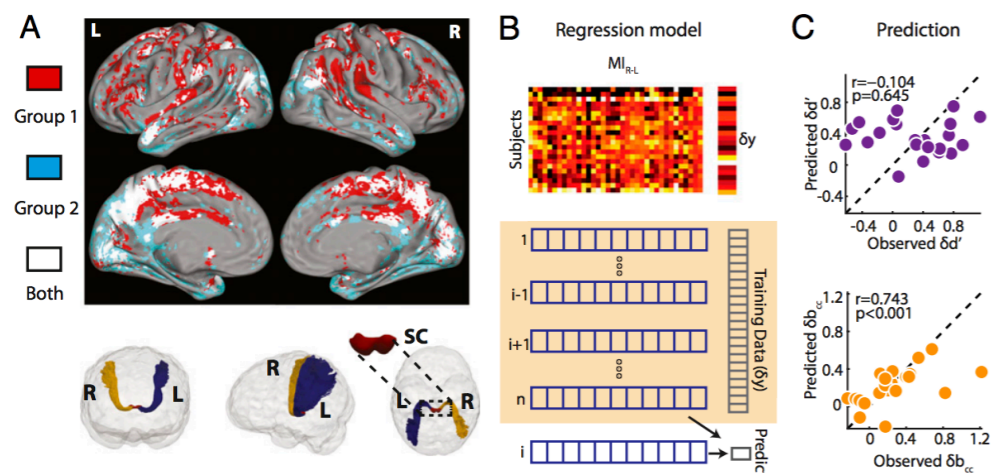 A
L
R
Group 1
Group 2
Both
R
L
R
L
SC
L
R
B
Regression model
MI_R-L
Subjects
δy
1
i-1
i+1
n
i
Training Data (δy)
Predic
C
Prediction
r=−0.104
p=0.645
Predicted δd'
0.8
0.4
0
-0.4
-0.4 0 0.4 0.8
Observed δd'
r=0.743
p<0.001
Predicted δb_cc
1.2
0.8
0.4
0
0 0.4 0.8 1.2
Observed δb_cc